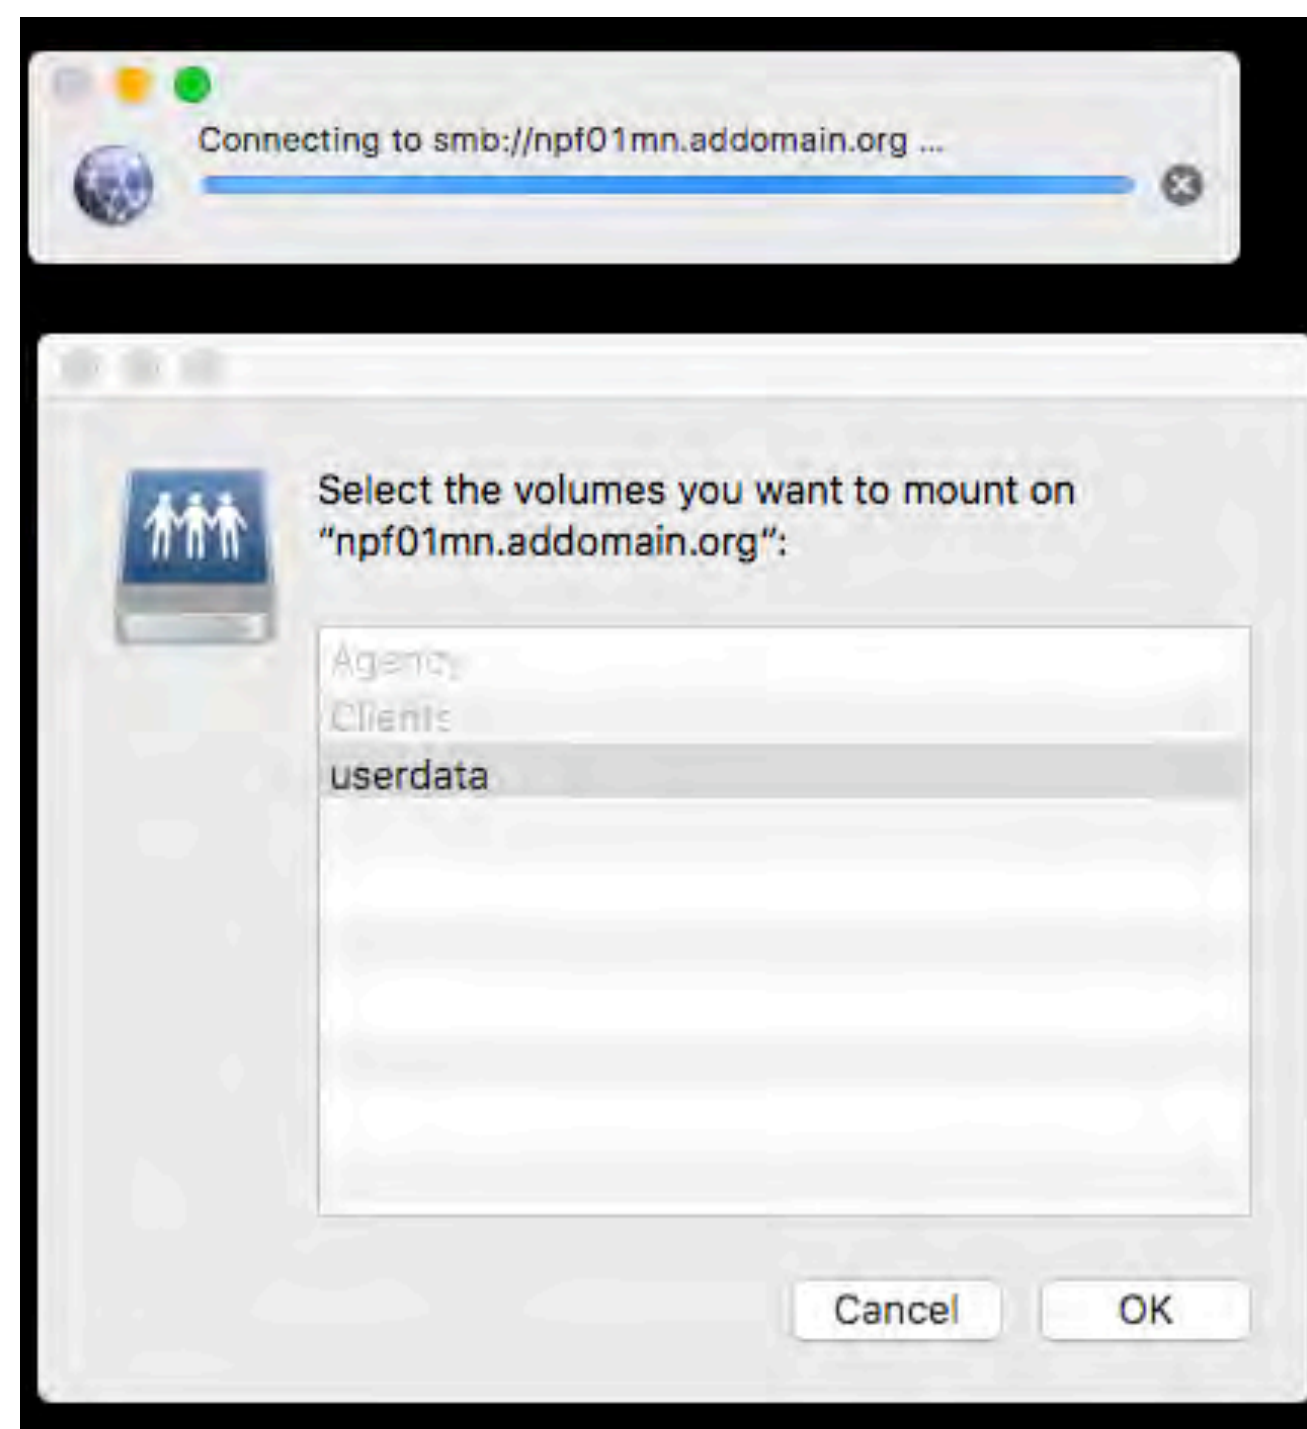 Connecting to smb://npf01mn.addomain.org ...
Select the volumes you want to mount on
“npf01mn.addomain.org”:
Agency
Clients
userdata
Cancel
OK